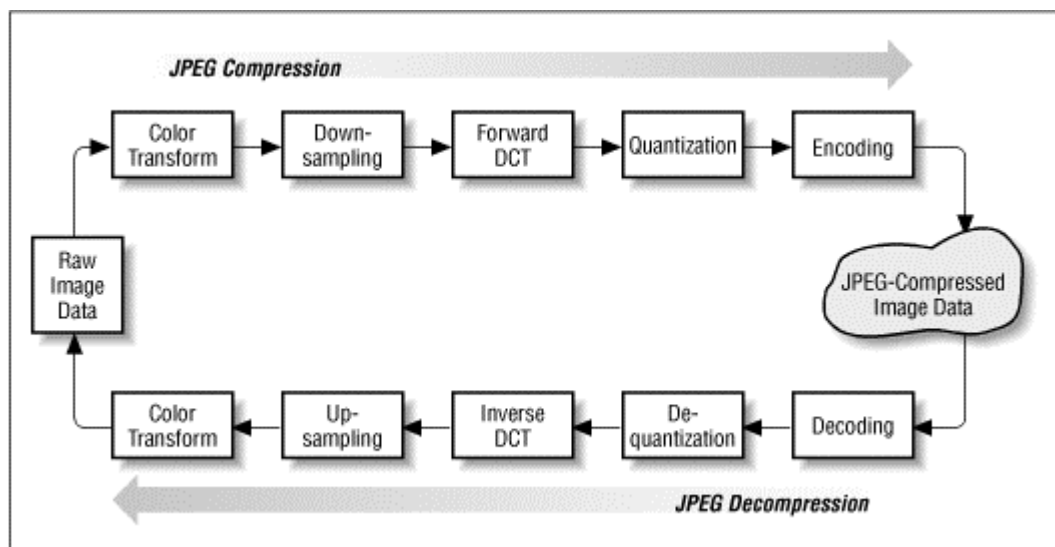 JPEG Compression
Color
Transform
Down-
sampling
Forward
DCT
Quantization
Encoding
Raw
Image
Data
JPEG-Compressed
Image Data
Color
Transform
Up-
sampling
Inverse
DCT
De-
quantization
Decoding
JPEG Decompression